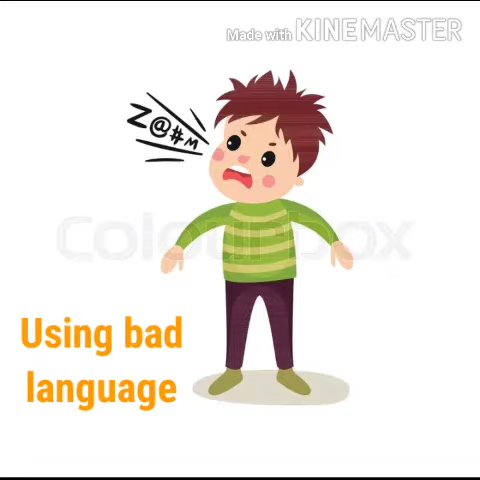 Made with KINEMASTER
Z@#M
Colourbox
Using bad
language